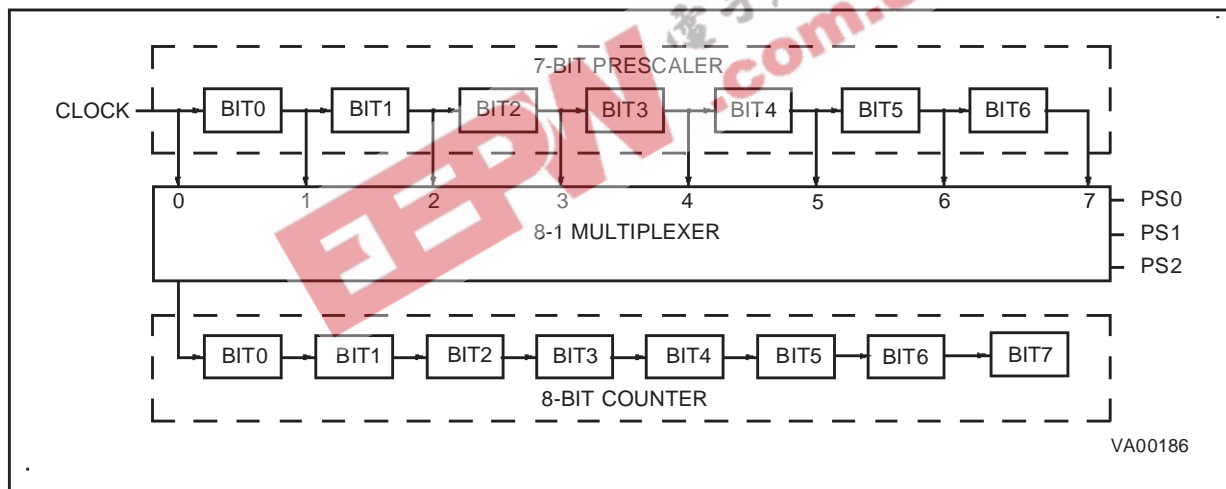 7-BIT PRESCALER
CLOCK BIT0 BIT1 BIT2 BIT3 BIT4 BIT5 BIT6
0 1 2 3 4 5 6 7
8-1 MULTIPLEXER
PS0
PS1
PS2
BIT0 BIT1 BIT2 BIT3 BIT4 BIT5 BIT6 BIT7
8-BIT COUNTER
VA00186
EEPW
.com.c